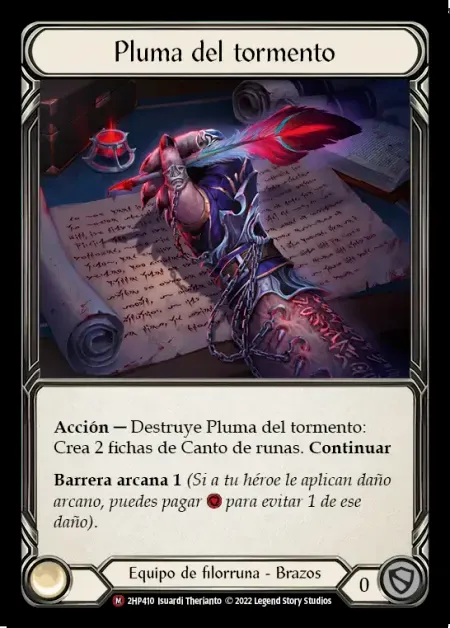 Pluma del tormento
Acción — Destruye Pluma del tormento:
Crea 2 fichas de Canto de runas. Continuar
Barrera arcana 1 (Si a tu héroe le aplican daño
arcano, puedes pagar para evitar 1 de ese
daño).
Equipo de filorruna - Brazos
0
M 2HP410 Isuardi Therianto © 2022 Legend Story Studios